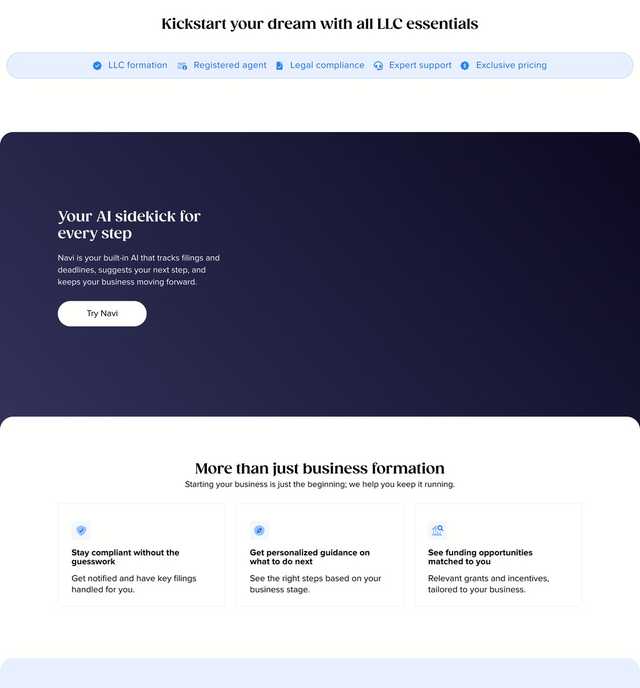 Kickstart your dream with all LLC essentials
LLC formation Registered agent Legal compliance Expert support Exclusive pricing
Your AI sidekick for
every step
Navi is your built-in AI that tracks filings and
deadlines, suggests your next step, and
keeps your business moving forward.
Try Navi
More than just business formation
Starting your business is just the beginning; we help you keep it running.
Stay compliant without the
guesswork
Get notified and have key filings
handled for you.
Get personalized guidance on
what to do next
See the right steps based on your
business stage.
See funding opportunities
matched to you
Relevant grants and incentives,
tailored to your business.